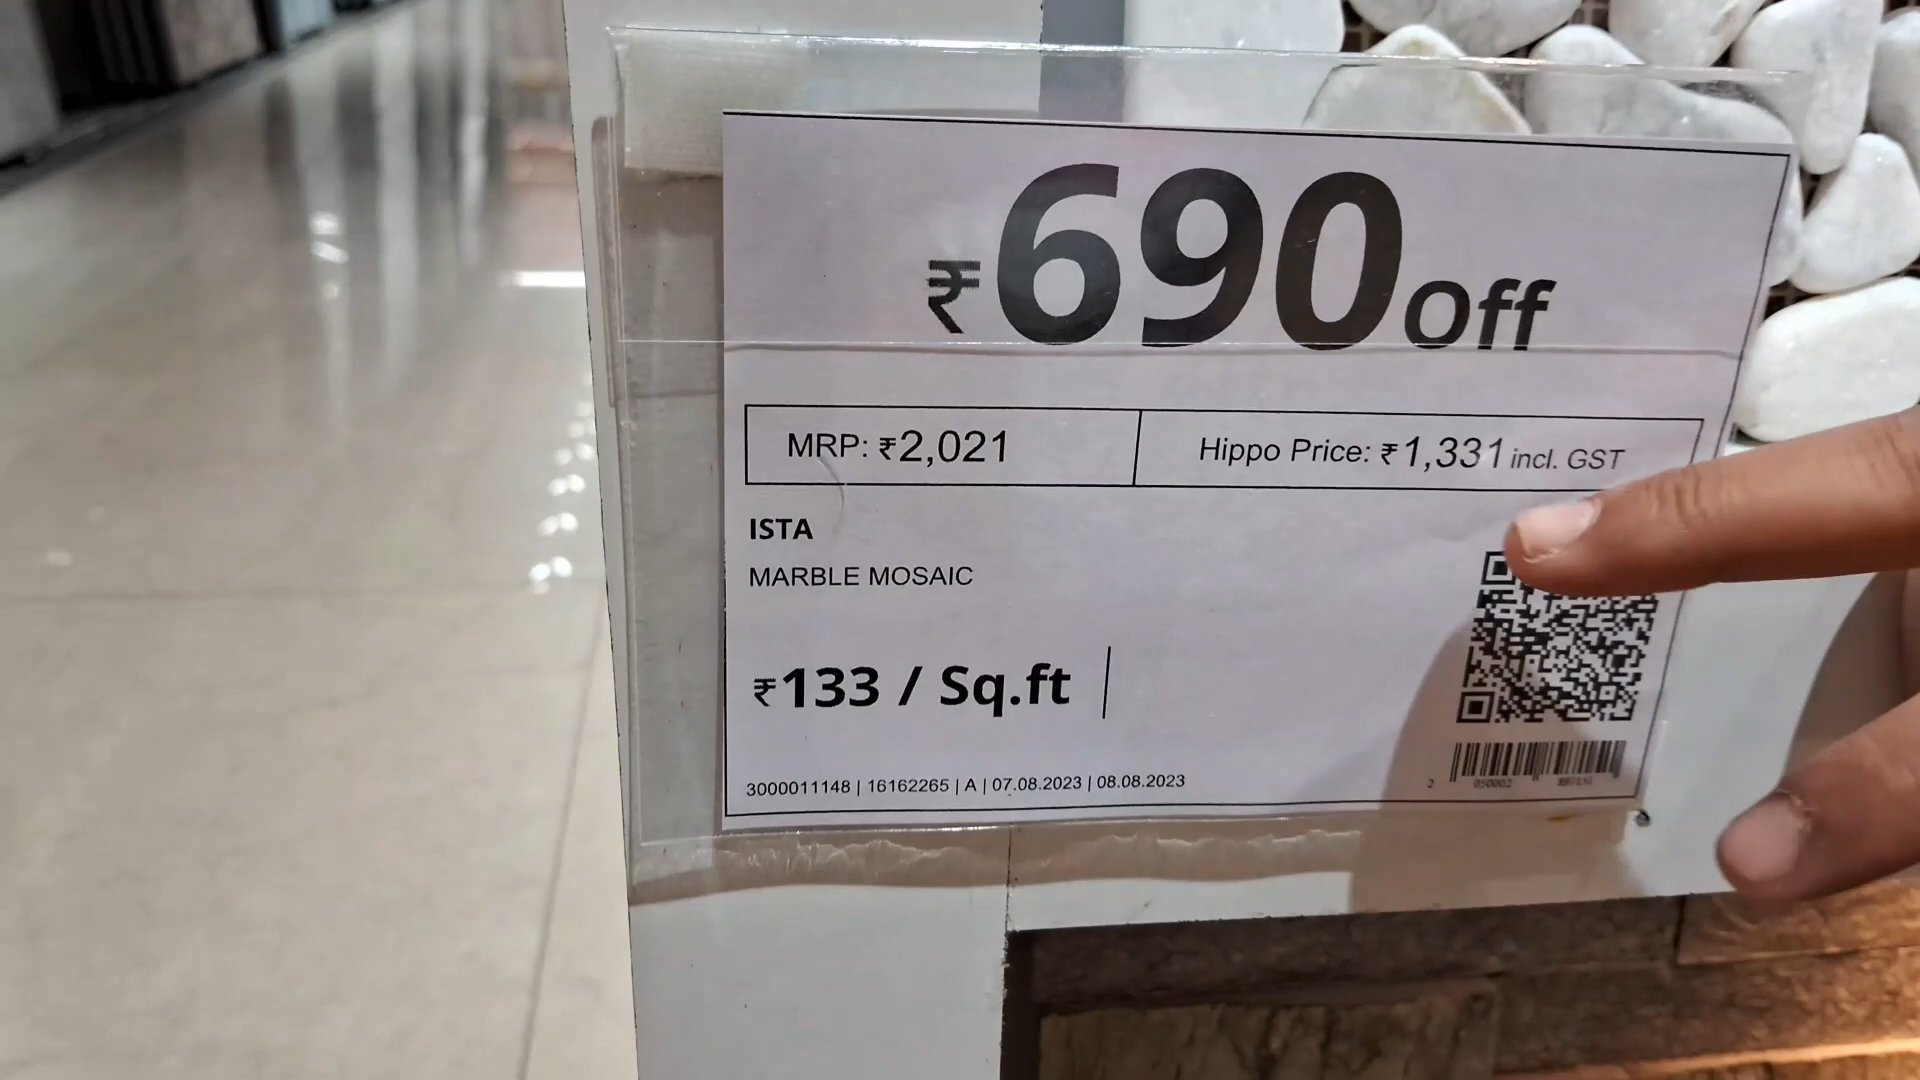 ₹690off
MRP: ₹2,021
Hippo Price: ₹1,331 incl. GST
ISTA
MARBLE MOSAIC
₹133 / Sq.ft |
3000011148 | 16162265 | A | 07.08.2023 | 08.08.2023